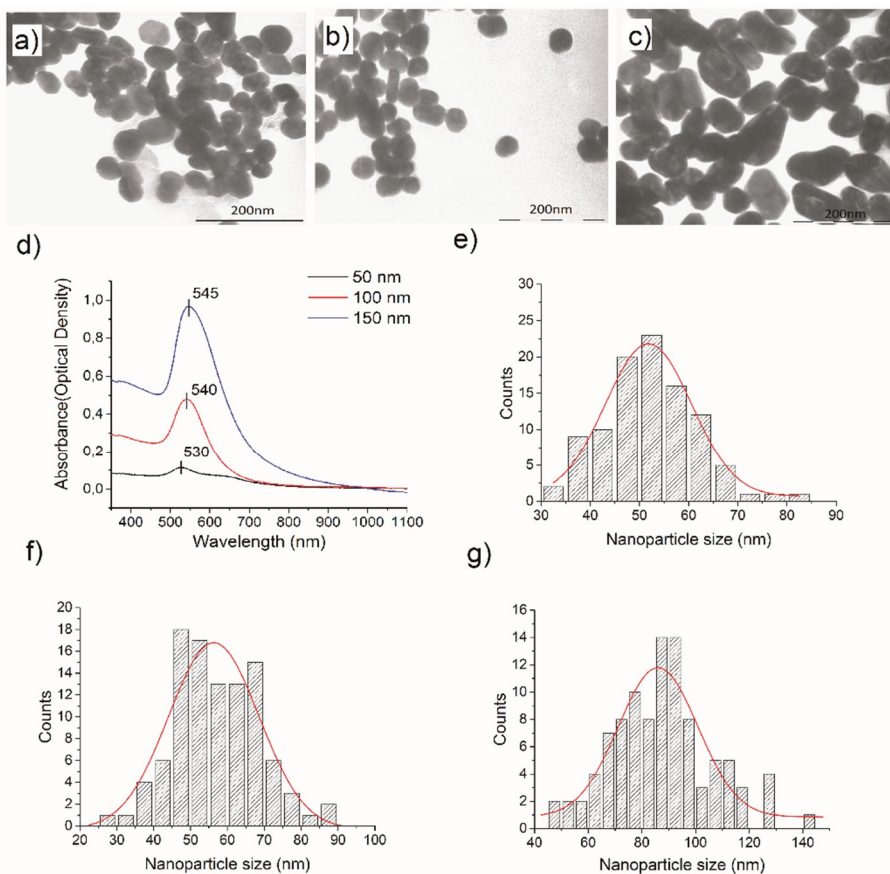 a)
b)
c)
200nm
200nm
200nm
d)
e)
Absorbance(Optical Density)
1,0
0,8
0,6
0,4
0,2
0,0
545
540
530
50 nm
100 nm
150 nm
400 500 600 700 800 900 1000 1100
Wavelength (nm)
Counts
30
25
20
15
10
5
0
30 40 50 60 70 80 90
Nanoparticle size (nm)
f)
g)
Counts
20
18
16
14
12
10
8
6
4
2
0
20 30 40 50 60 70 80 90 100
Nanoparticle size (nm)
Counts
16
14
12
10
8
6
4
2
0
40 60 80 100 120 140
Nanoparticle size (nm)